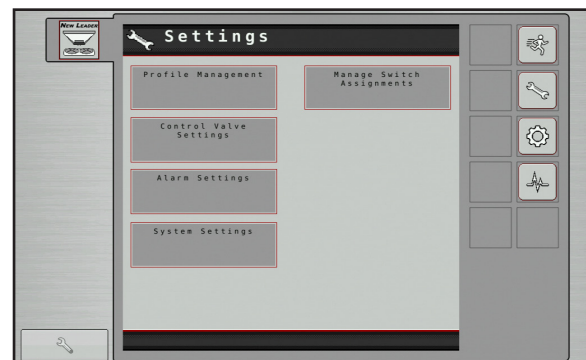 NEW LEADER
Settings
Profile Management
Manage Switch
Assignments
Control Valve
Settings
Alarm Settings
System Settings